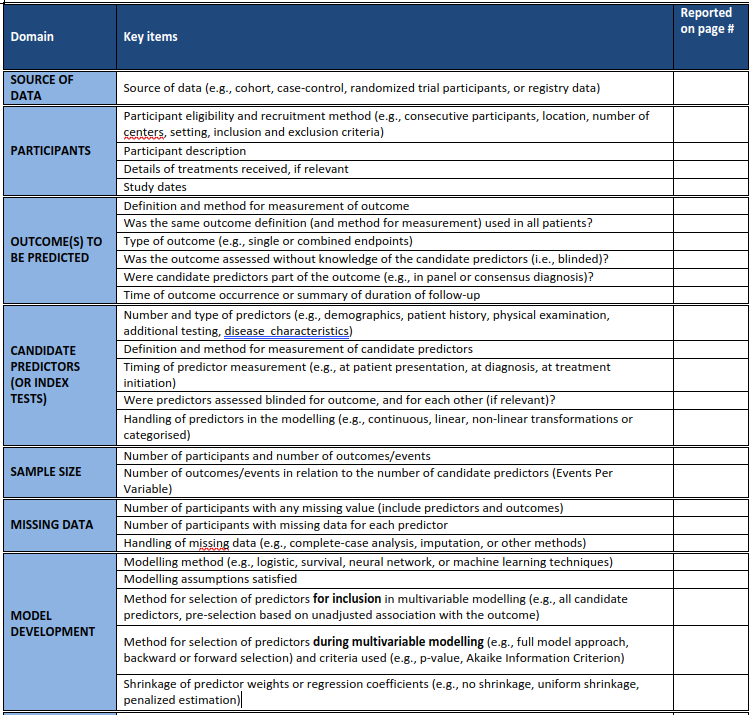 Domain
Key items
Reported
on page #
SOURCE OF
DATA
Source of data (e.g., cohort, case-control, randomized trial participants, or registry data)
PARTICIPANTS
Participant eligibility and recruitment method (e.g., consecutive participants, location, number of
centers, setting, inclusion and exclusion criteria)
Participant description
Details of treatments received, if relevant
Study dates
OUTCOME(S) TO
BE PREDICTED
Definition and method for measurement of outcome
Was the same outcome definition (and method for measurement) used in all patients?
Type of outcome (e.g., single or combined endpoints)
Was the outcome assessed without knowledge of the candidate predictors (i.e., blinded)?
Were candidate predictors part of the outcome (e.g., in panel or consensus diagnosis)?
Time of outcome occurrence or summary of duration of follow-up
CANDIDATE
PREDICTORS
(OR INDEX
TESTS)
Number and type of predictors (e.g., demographics, patient history, physical examination,
additional testing, disease characteristics)
Definition and method for measurement of candidate predictors
Timing of predictor measurement (e.g., at patient presentation, at diagnosis, at treatment
initiation)
Were predictors assessed blinded for outcome, and for each other (if relevant)?
Handling of predictors in the modelling (e.g., continuous, linear, non-linear transformations or
categorised)
SAMPLE SIZE
Number of participants and number of outcomes/events
Number of outcomes/events in relation to the number of candidate predictors (Events Per
Variable)
MISSING DATA
Number of participants with any missing value (include predictors and outcomes)
Number of participants with missing data for each predictor
Handling of missing data (e.g., complete-case analysis, imputation, or other methods)
MODEL
DEVELOPMENT
Modelling method (e.g., logistic, survival, neural network, or machine learning techniques)
Modelling assumptions satisfied
Method for selection of predictors for inclusion in multivariable modelling (e.g., all candidate
predictors, pre-selection based on unadjusted association with the outcome)
Method for selection of predictors during multivariable modelling (e.g., full model approach,
backward or forward selection) and criteria used (e.g., p-value, Akaike Information Criterion)
Shrinkage of predictor weights or regression coefficients (e.g., no shrinkage, uniform shrinkage,
penalized estimation)